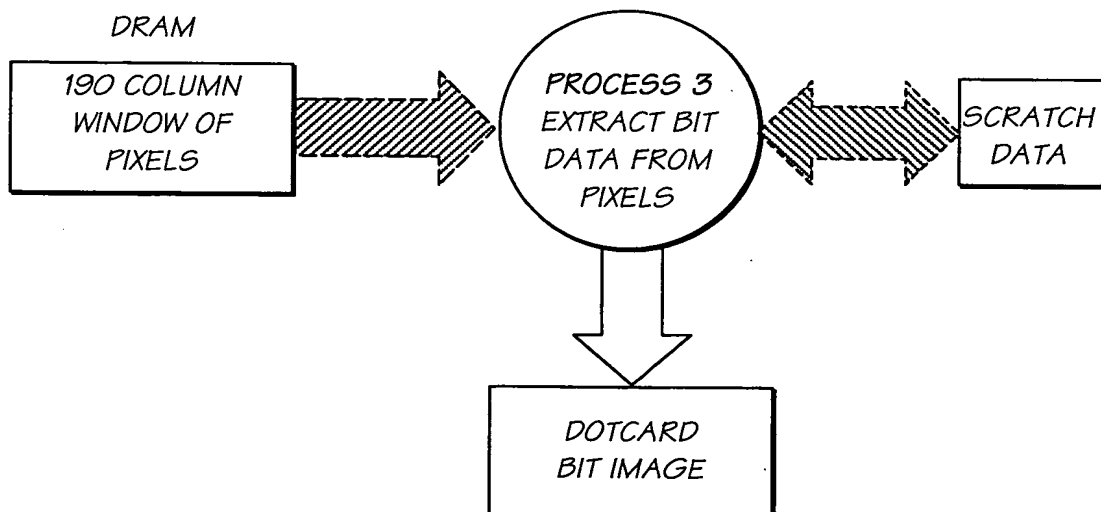 DRAM
190 COLUMN
WINDOW OF
PIXELS
PROCESS 3
EXTRACT BIT
DATA FROM
PIXELS
SCRATCH
DATA
DOTCARD
BIT IMAGE